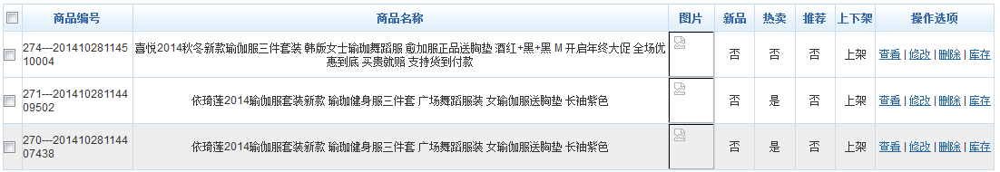 商品编号 商品名称 图片 新品 热卖 推荐 上下架 操作选项
274---201410281145 喜悦2014秋冬新款瑜伽服三件套装 韩版女士瑜珈舞蹈服 愈加服正品送胸垫 酒红+黑+黑 M 开启年终大促 全场优
10004 惠到底 买贵就赔 支持货到付款 否 否 否 上架 查看 | 修改 | 删除 | 库存
271---201410281144
09502 依琦莲2014瑜伽服套装新款 瑜珈健身服三件套 广场舞蹈服装 女瑜伽服送胸垫 长袖紫色 否 是 否 上架 查看 | 修改 | 删除 | 库存
270---201410281144
07438 依琦莲2014瑜伽服套装新款 瑜珈健身服三件套 广场舞蹈服装 女瑜伽服送胸垫 长袖紫色 否 是 否 上架 查看 | 修改 | 删除 | 库存